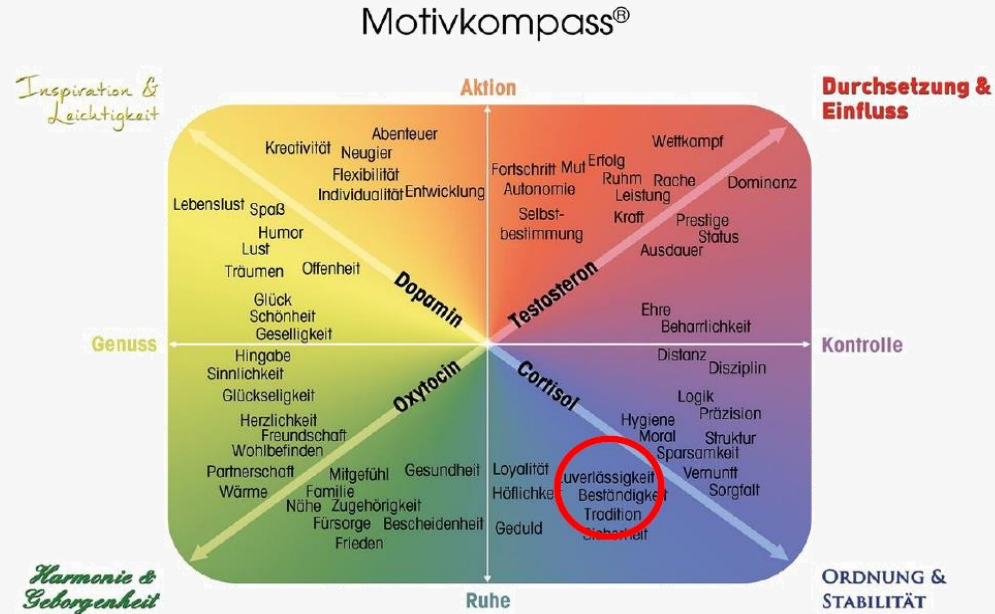 Motivkompass®
Inspiration &
Leichtigkeit
Aktion
Durchsetzung &
Einfluss
Abenteuer
Kreativität
Neugier
Flexibilität
Individualität
Entwicklung
Lebenslust
Spaß
Humor
Lust
Träumen
Offenheit
Glück
Schönheit
Geselligkeit
Dopamin
Wettkampf
Fortschritt
Mut
Erfolg
Autonomie
Ruhm
Rache
Dominanz
Leistung
Selbst-
bestimmung
Kraft
Prestige
Status
Ausdauer
Testosteron
Ehre
Beharrlichkeit
Genuss
Kontrolle
Hingabe
Sinnlichkeit
Glückseligkeit
Oxytocin
Herzlichkeit
Freundschaft
Wohlbefinden
Partnerschaft
Mitgefühl
Gesundheit
Wärme
Familie
Nähe
Zugehörigkeit
Fürsorge
Bescheidenheit
Frieden
Distanz
Disziplin
Cortisol
Logik
Präzision
Hygiene
Moral
Struktur
Sparsamkeit
Loyalität
Zuverlässigkeit
Vernunft
Höflichkeit
Beständigkeit
Sorgfalt
Tradition
Geduld
Sicherheit
Harmonie &
Geborgenheit
Ruhe
ORDNUNG &
STABILITÄT